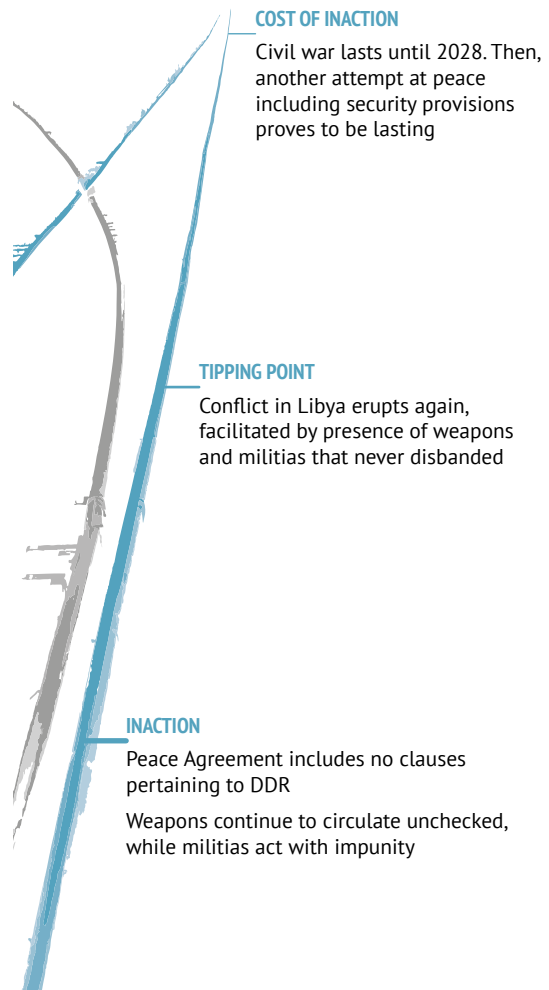 COST OF INACTION
Civil war lasts until 2028. Then,
another attempt at peace
including security provisions
proves to be lasting
TIPPING POINT
Conflict in Libya erupts again,
facilitated by presence of weapons
and militias that never disbanded
INACTION
Peace Agreement includes no clauses
pertaining to DDR
Weapons continue to circulate unchecked,
while militias act with impunity